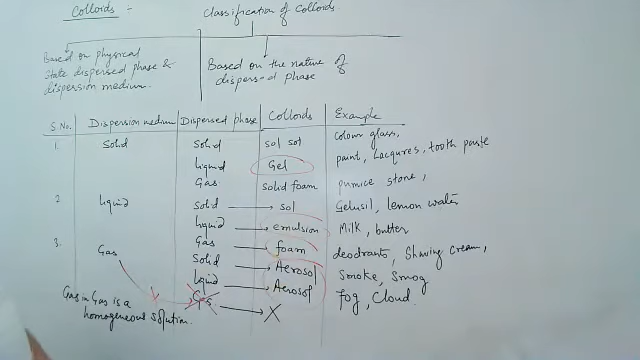 Colloids -
Classification of Colloids.
Based on physical
State dispersed phase &
dispersion medium.
Based on the nature of
dispersed phase
S.No. Dispersion medium Dispersed phase Colloids Example
1. Solid Solid sol sol Colour glass,
Liquid Gel paint, Lacqures, tooth paste
Gas Solid foam pumice stone,
2 Liquid Solid sol Gelusil, lemon water
Liquid emulsion Milk, butter
3. Gas Gas foam deodrants, Shaving cream,
Solid Aerosol Smoke, Smog
Liquid Aerosol Fog, Cloud
Gas X
Gas in Gas is a
homogeneous solution.